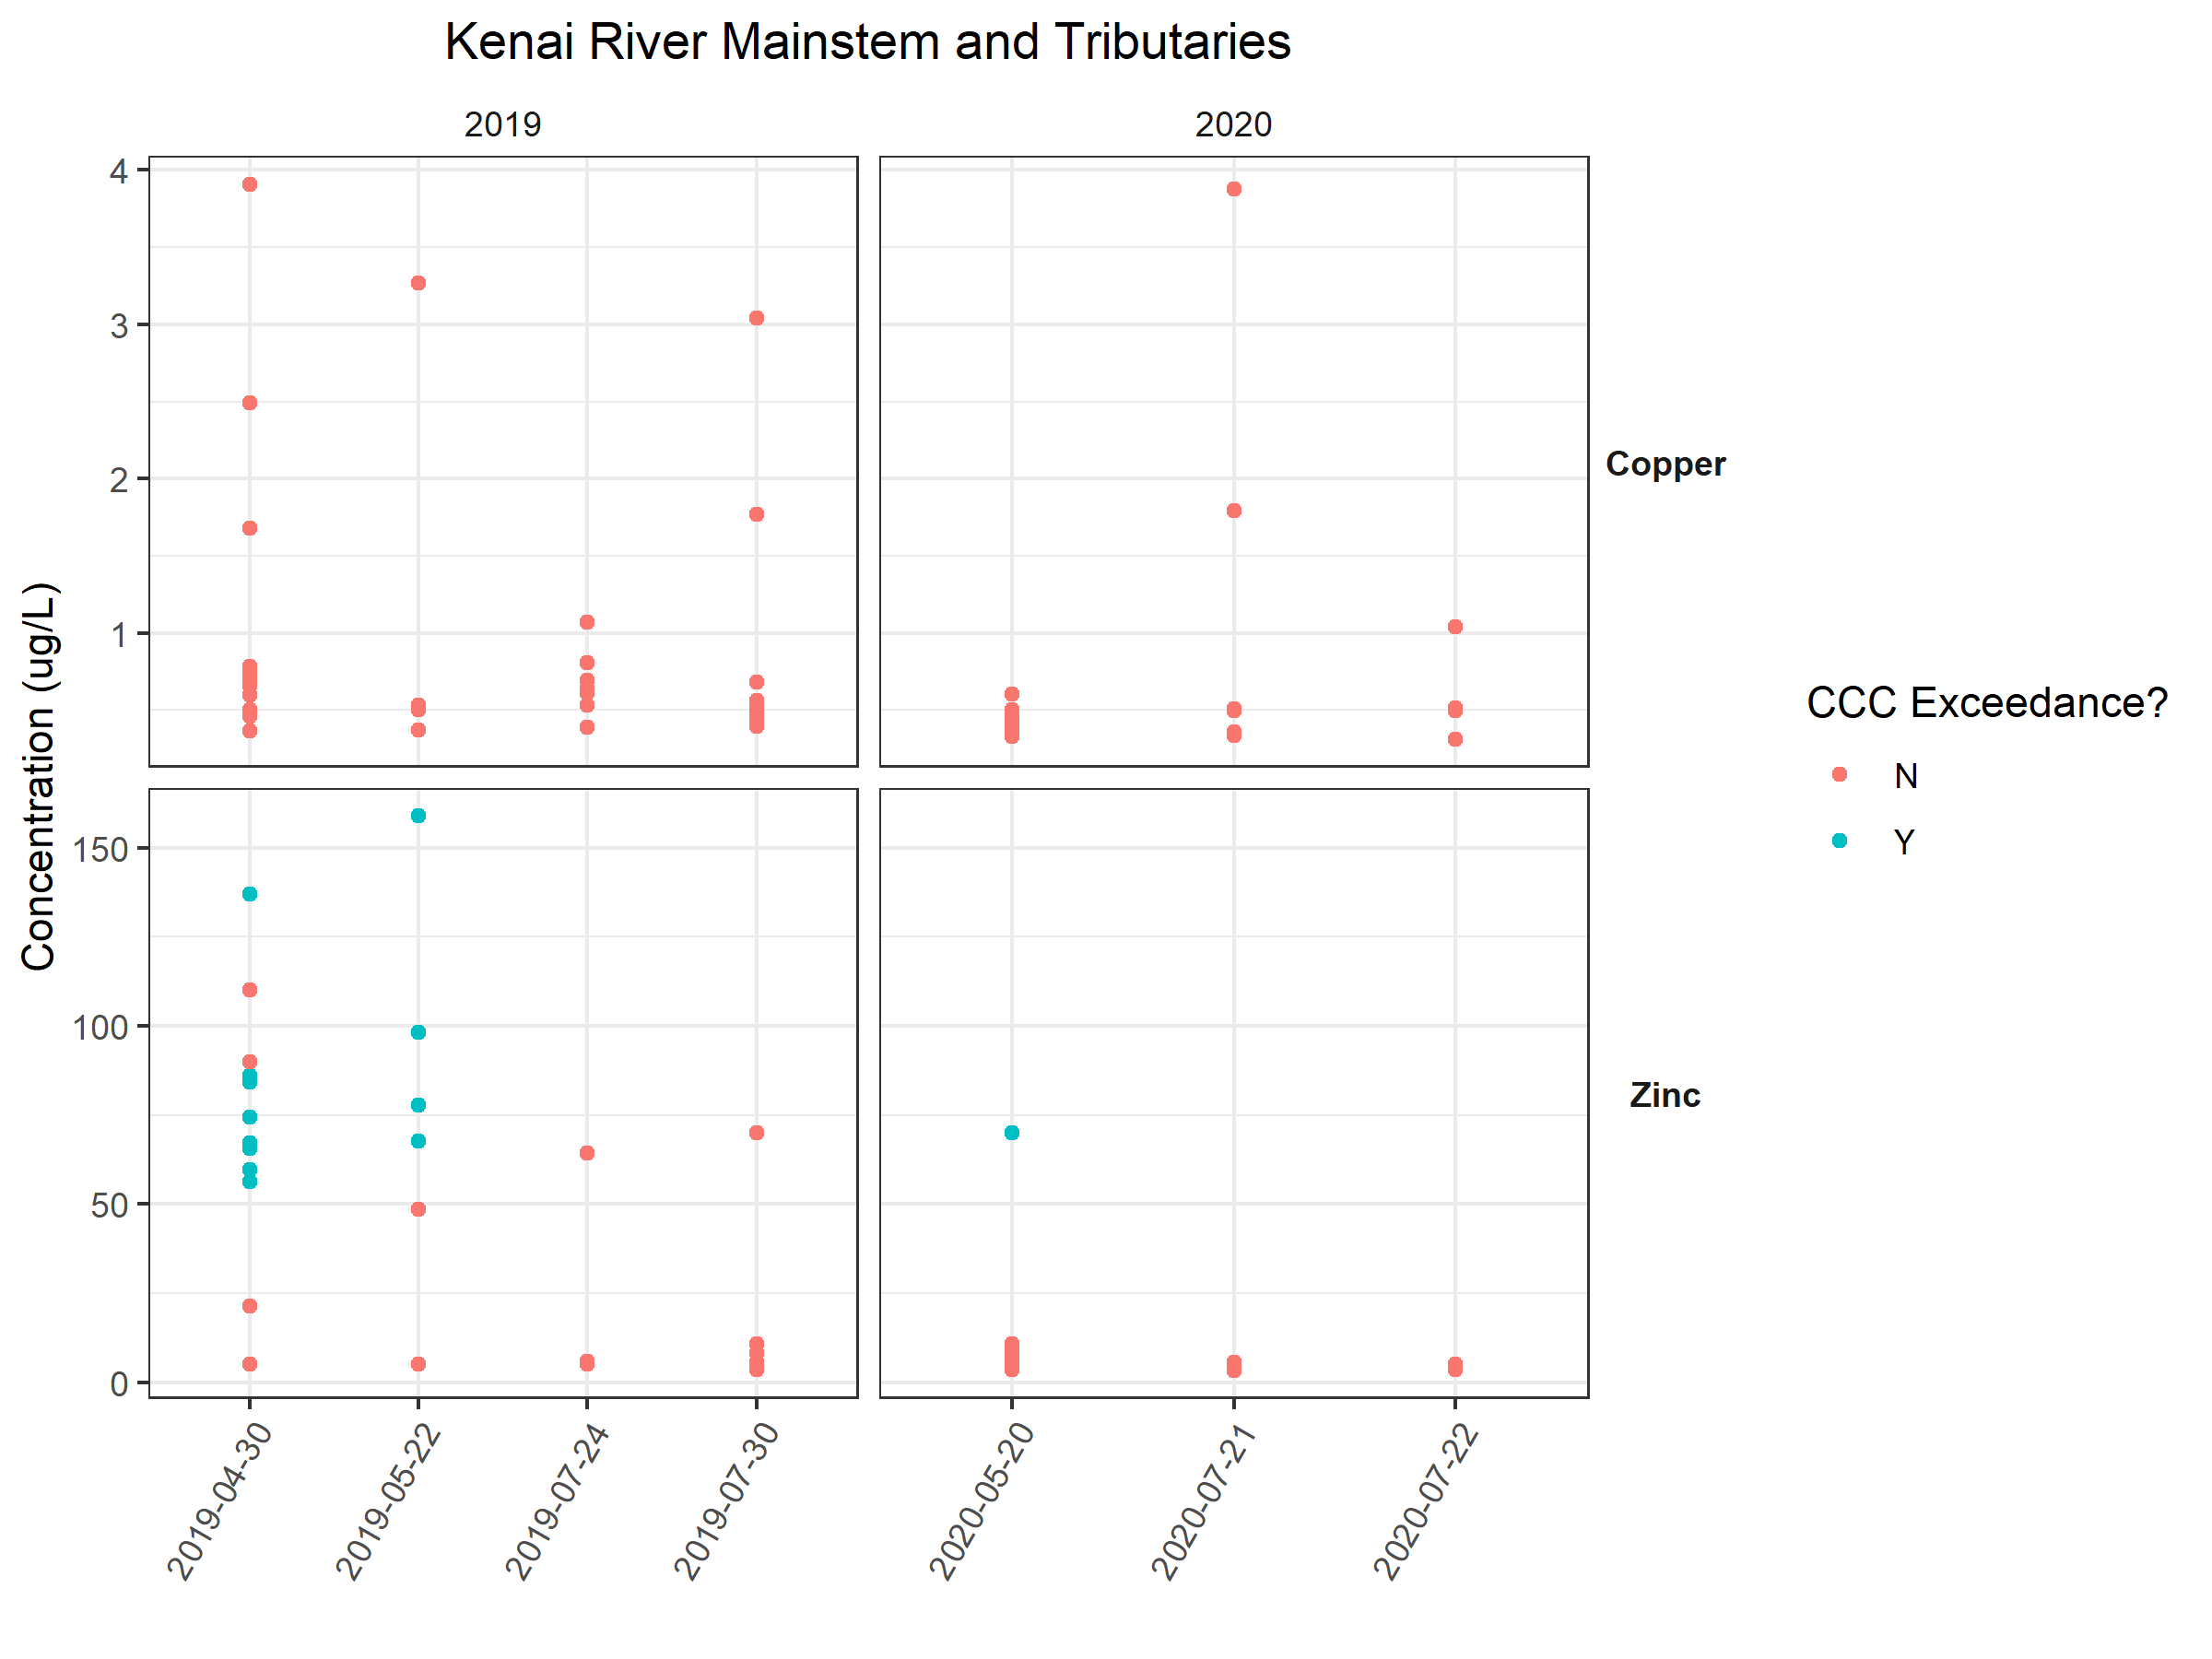 Kenai River Mainstem and Tributaries
2019
2020
4
3
2
1
Copper
Concentration (ug/L)
CCC Exceedance?
N
Y
150
100
50
0
Zinc
2019-04-30
2019-05-22
2019-07-24
2019-07-30
2020-05-20
2020-07-21
2020-07-22